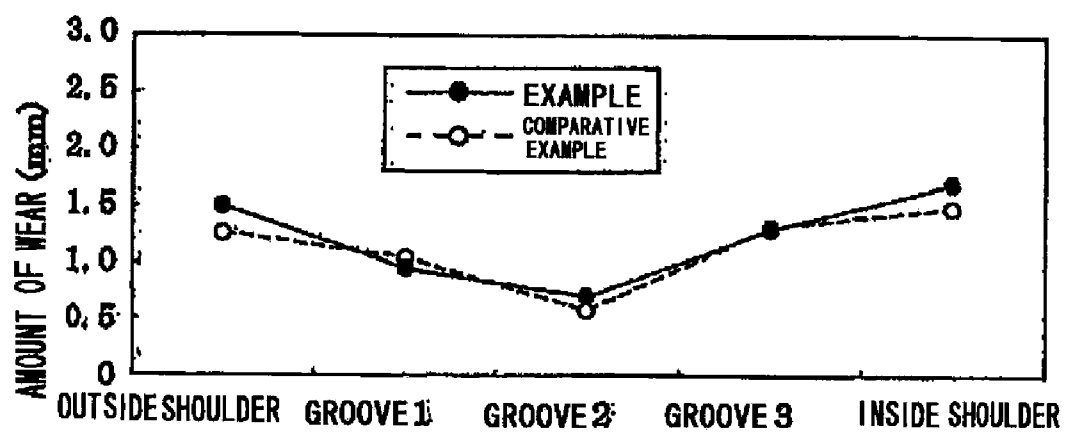 3.0
2.5
2.0
1.5
1.0
0.5
0
AMOUNT OF WEAR (mm)
EXAMPLE
COMPARATIVE
EXAMPLE
OUTSIDE SHOULDER GROOVE 1 GROOVE 2 GROOVE 3 INSIDE SHOULDER